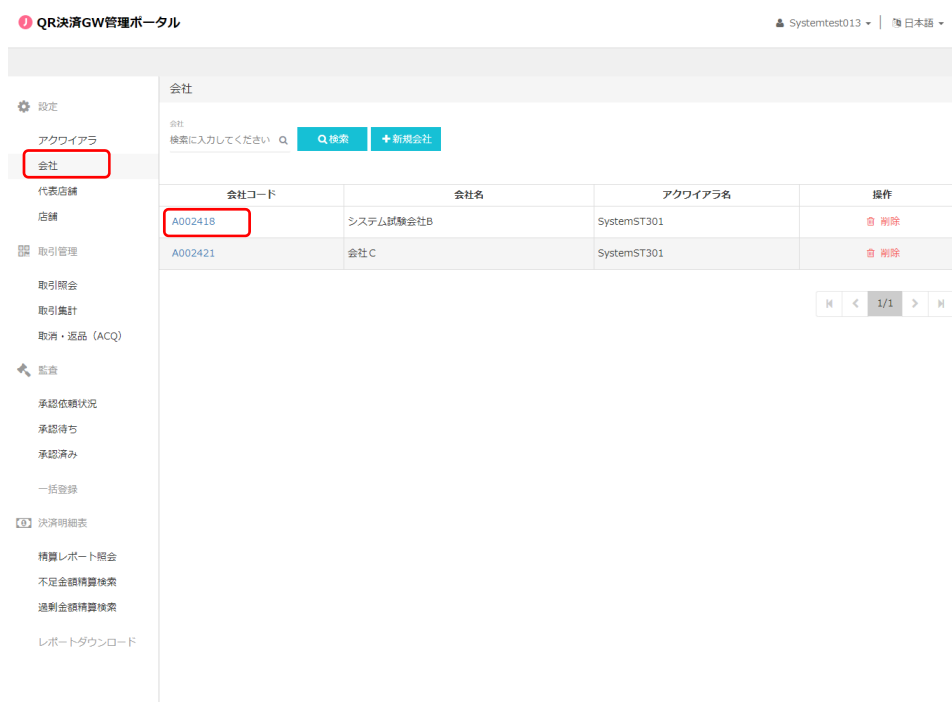 J QR決済GW管理ポータル
Systemtest013
日本語
設定
アクワイアラ
会社
代表店舗
店舗
取引管理
取引照会
取引集計
取消・返品（ACQ）
監査
承認依頼状況
承認待ち
承認済み
一括登録
決済明細表
精算レポート照会
不足金額精算検索
過剰金額精算検索
レポートダウンロード
会社
会社
検索に入力してください
検索
+新規会社
会社コード 会社名 アクワイアラ名 操作
A002418 システム試験会社B SystemST301 削除
A002421 会社C SystemST301 削除
1/1